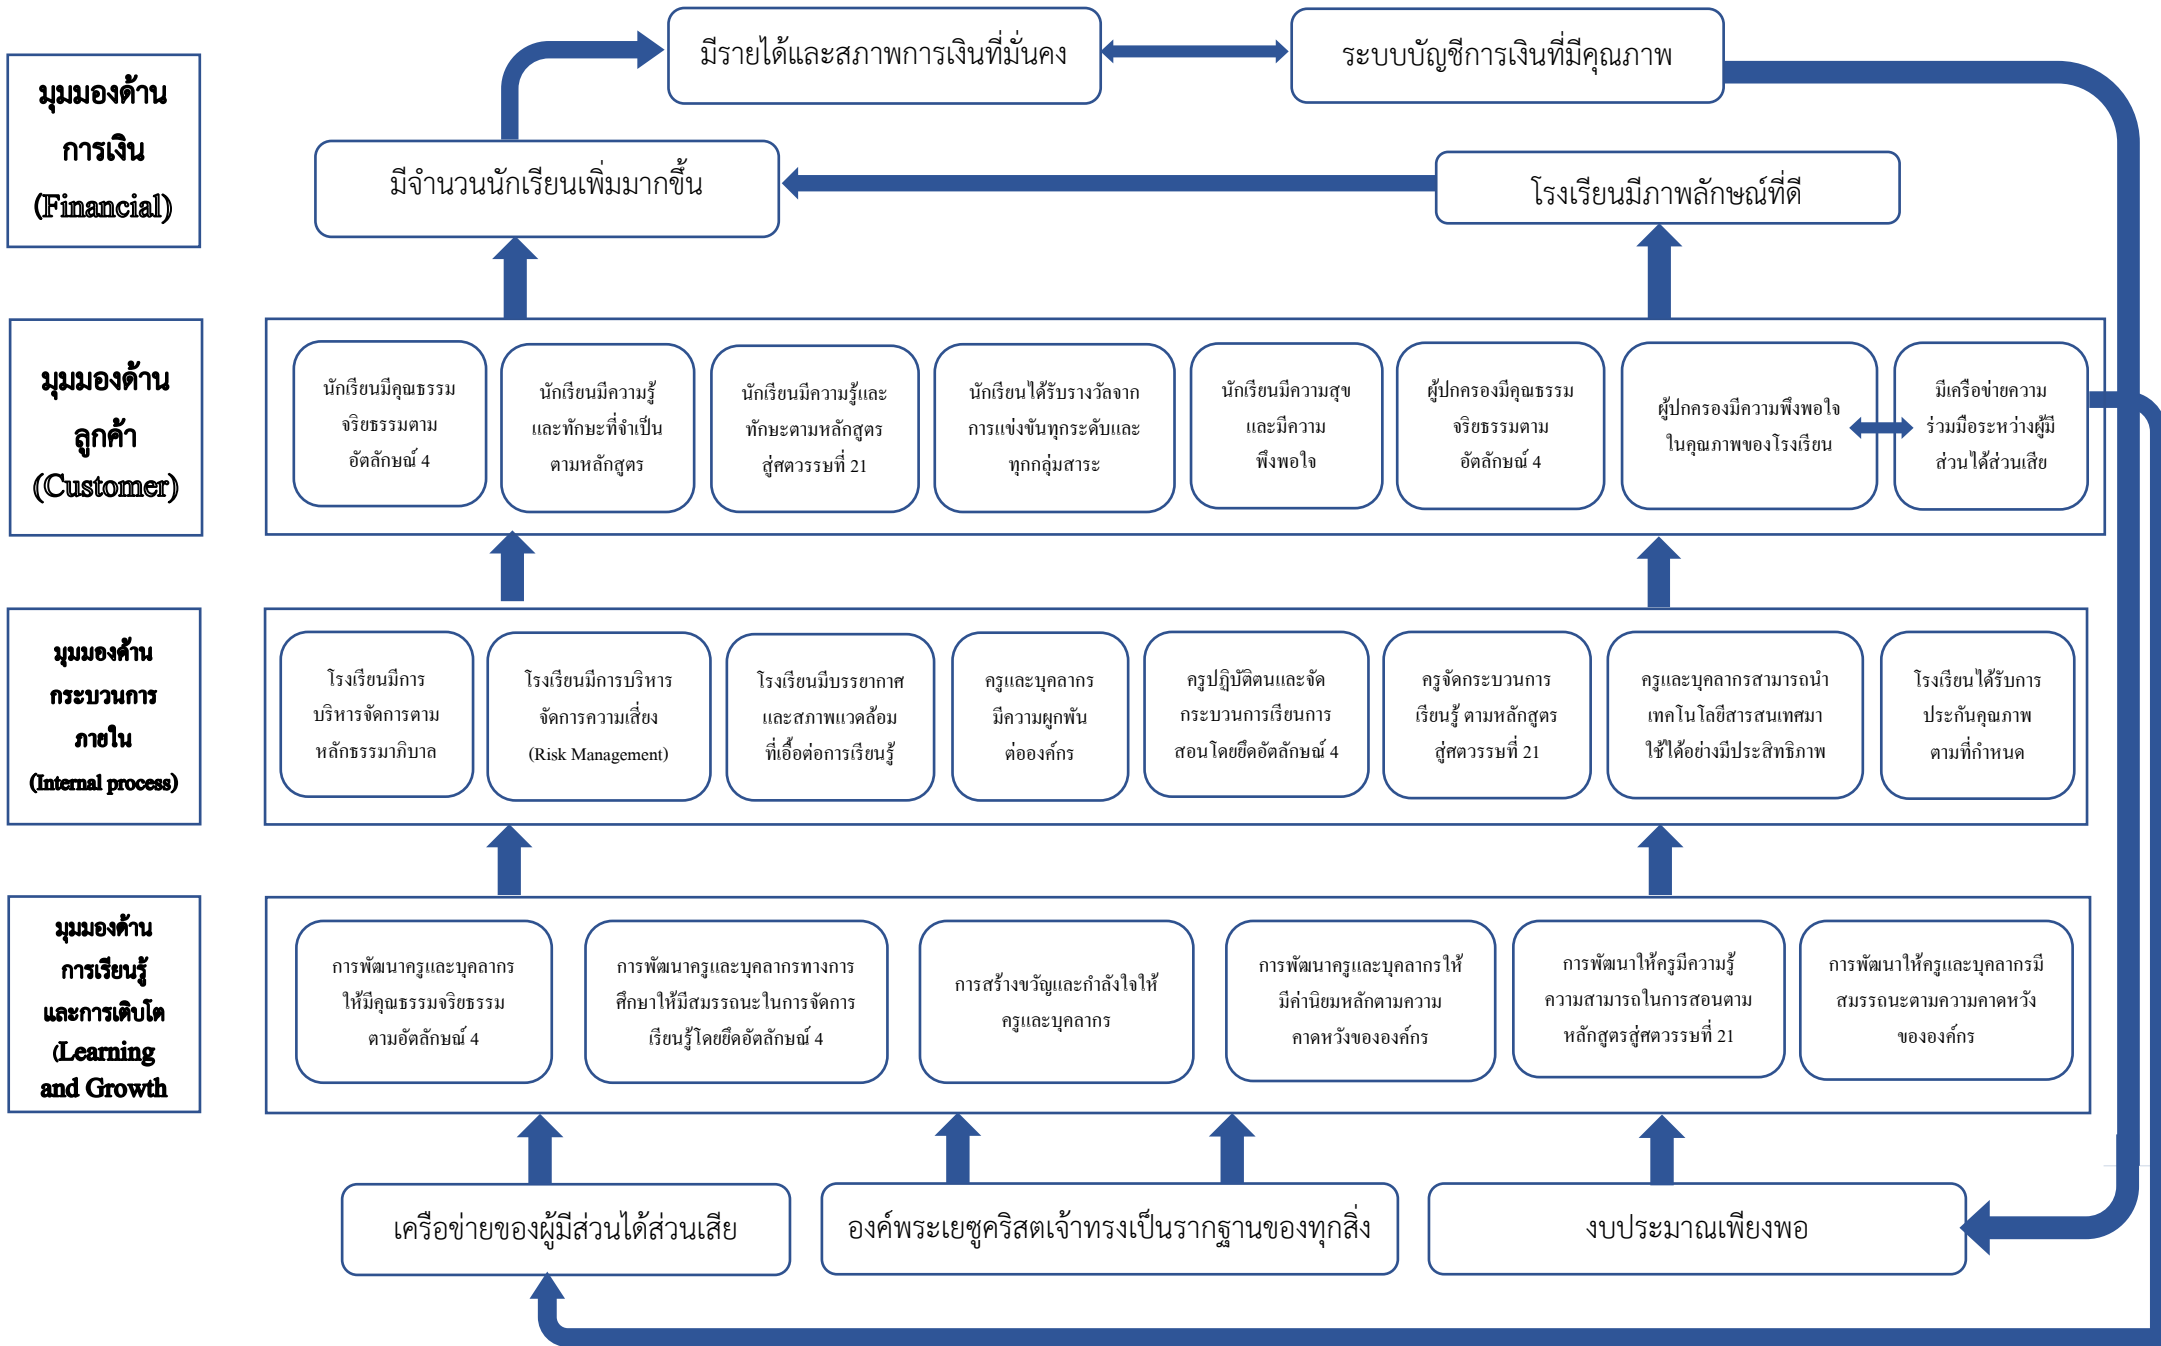 มีรายได้และสภาพการเงินที่มั่นคง
ระบบบัญชีการเงินที่มีคุณภาพ
มุมมองด้าน
การเงิน
(Financial)
มีจำนวนนักเรียนเพิ่มมากขึ้น
โรงเรียนมีภาพลักษณ์ที่ดี
มุมมองด้าน
ลูกค้า
(Customer)
นักเรียนมีคุณธรรม
จริยธรรมตาม
อัตลักษณ์ 4
นักเรียนมีความรู้
และทักษะที่จำเป็น
ตามหลักสูตร
นักเรียนมีความรู้และ
ทักษะตามหลักสูตร
สู่ศตวรรษที่ 21
นักเรียนได้รับรางวัลจาก
การแข่งขันทุกระดับและ
ทุกกลุ่มสาระ
นักเรียนมีความสุข
และมีความ
พึงพอใจ
ผู้ปกครองมีคุณธรรม
จริยธรรมตาม
อัตลักษณ์ 4
ผู้ปกครองมีความพึงพอใจ
ในคุณภาพของโรงเรียน
มีเครือข่ายความ
ร่วมมือระหว่างผู้มี
ส่วนได้ส่วนเสีย
มุมมองด้าน
กระบวนการ
ภายใน
(Internal process)
โรงเรียนมีการ
บริหารจัดการตาม
หลักธรรมาภิบาล
โรงเรียนมีการบริหาร
จัดการความเสี่ยง
(Risk Management)
โรงเรียนมีบรรยากาศ
และสภาพแวดล้อม
ที่เอื้อต่อการเรียนรู้
ครูและบุคลากร
มีความผูกพัน
ต่อองค์กร
ครูปฏิบัติตนและจัด
กระบวนการเรียนการ
สอนโดยยึดอัตลักษณ์ 4
ครูจัดกระบวนการ
เรียนรู้ ตามหลักสูตร
สู่ศตวรรษที่ 21
ครูและบุคลากรสามารถนำ
เทคโนโลยีสารสนเทศมา
ใช้ได้อย่างมีประสิทธิภาพ
โรงเรียนได้รับการ
ประกันคุณภาพ
ตามที่กำหนด
มุมมองด้าน
การเรียนรู้
และการเติบโต
(Learning
and Growth
การพัฒนาครูและบุคลากร
ให้มีคุณธรรมจริยธรรม
ตามอัตลักษณ์ 4
การพัฒนาครูและบุคลากรทางการ
ศึกษาให้มีสมรรถนะในการจัดการ
เรียนรู้โดยยึดอัตลักษณ์ 4
การสร้างขวัญและกำลังใจให้
ครูและบุคลากร
การพัฒนาครูและบุคลากรให้
มีค่านิยมหลักตามความ
คาดหวังขององค์กร
การพัฒนาให้ครูมีความรู้
ความสามารถในการสอนตาม
หลักสูตรสู่ศตวรรษที่ 21
การพัฒนาให้ครูและบุคลากรมี
สมรรถนะตามความคาดหวัง
ขององค์กร
เครือข่ายของผู้มีส่วนได้ส่วนเสีย
องค์พระเยซูคริสตเจ้าทรงเป็นรากฐานของทุกสิ่ง
งบประมาณเพียงพอ